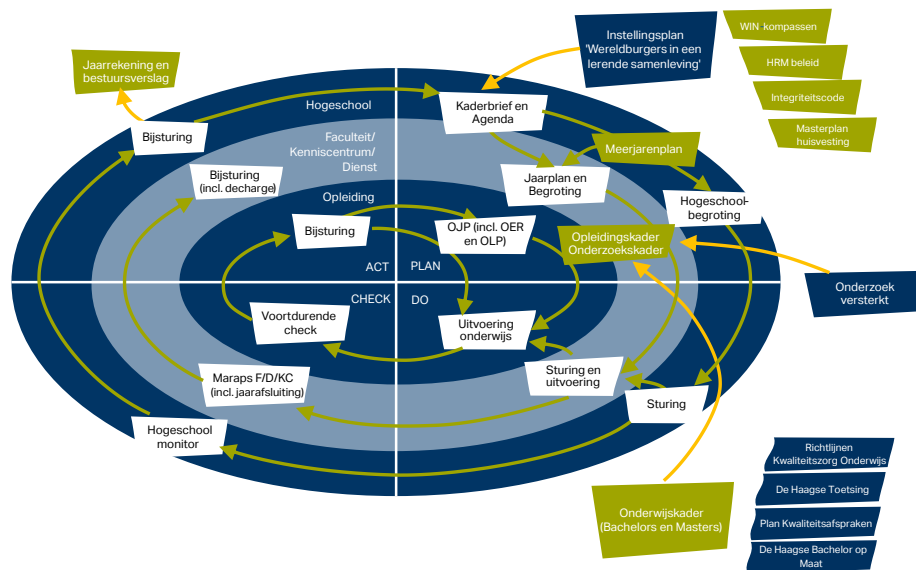 Instellingsplan
'Wereldburgers in een
lerende samenleving'
WIN-kompassen
HRM beleid
Integriteitscode
Masterplan
huisvesting
Jaarrekening en
bestuursverslag
Hogeschool
Kaderbrief en
Agenda
Bijsturing
Faculteit/
Kenniscentrum/
Dienst
Meerjarenplan
Bijsturing
(incl. decharge)
Jaarplan en
Begroting
Opleiding
Hogeschool-
begroting
Bijsturing
OJP (incl. OER
en OLP)
Opleidingskader
Onderzoekskader
ACT
PLAN
CHECK
DO
Onderzoek
versterkt
Voortdurende
check
Uitvoering
onderwijs
Maraps F/D/KC
(incl. jaarafsluiting)
Sturing en
uitvoering
Sturing
Hogeschool
monitor
Richtlijnen
Kwaliteitszorg Onderwijs
De Haagse Toetsing
Onderwijskader
(Bachelors en Masters)
Plan Kwaliteitsafspraken
De Haagse Bachelor op
Maat